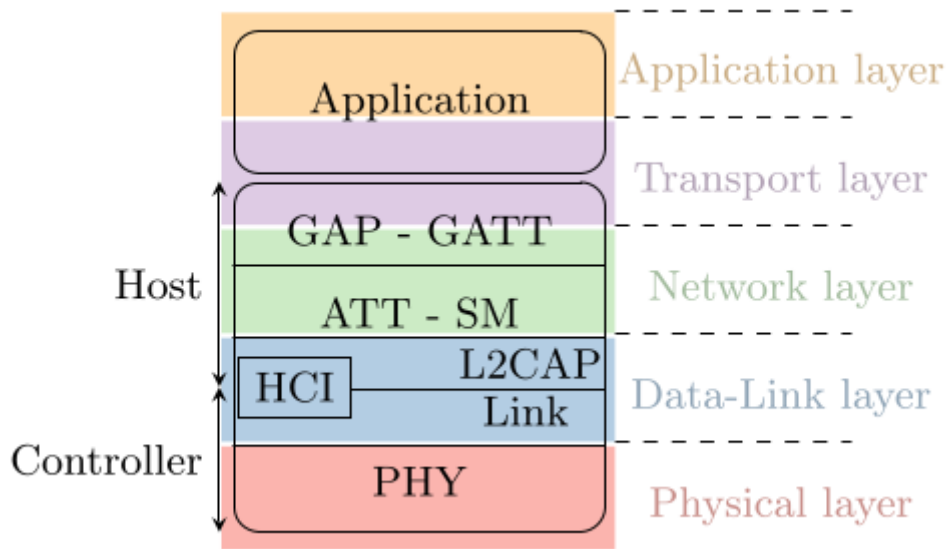 Application layer
Application
Transport layer
GAP - GATT
Host
Network layer
ATT - SM
L2CAP
HCI
Data-Link layer
Link
Controller
PHY
Physical layer